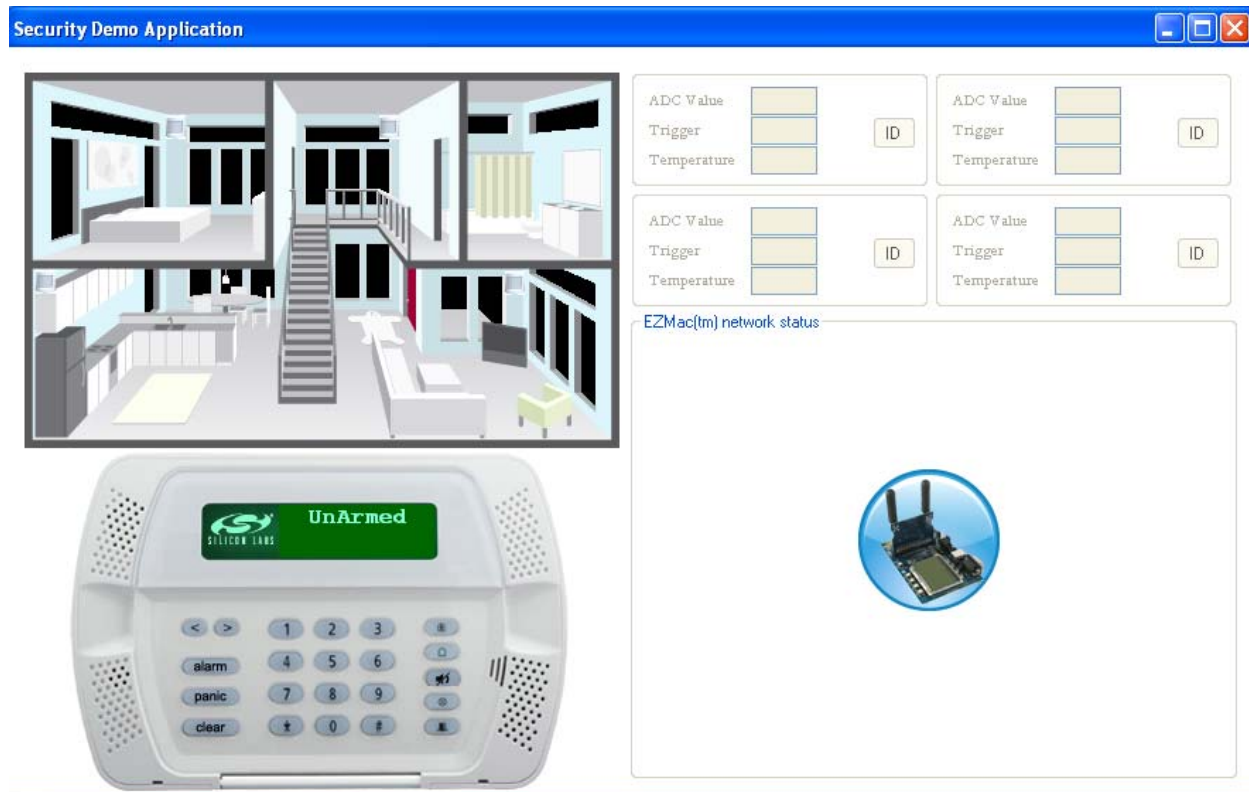 Security Demo Application
ADC Value
Trigger
Temperature
ID
ADC Value
Trigger
Temperature
ID
ADC Value
Trigger
Temperature
ID
ADC Value
Trigger
Temperature
ID
EZMac(tm) network status
SILICON LABS
UnArmed
< >
1 2 3
alarm
4 5 6
panic
7 8 9
clear
* 0 #